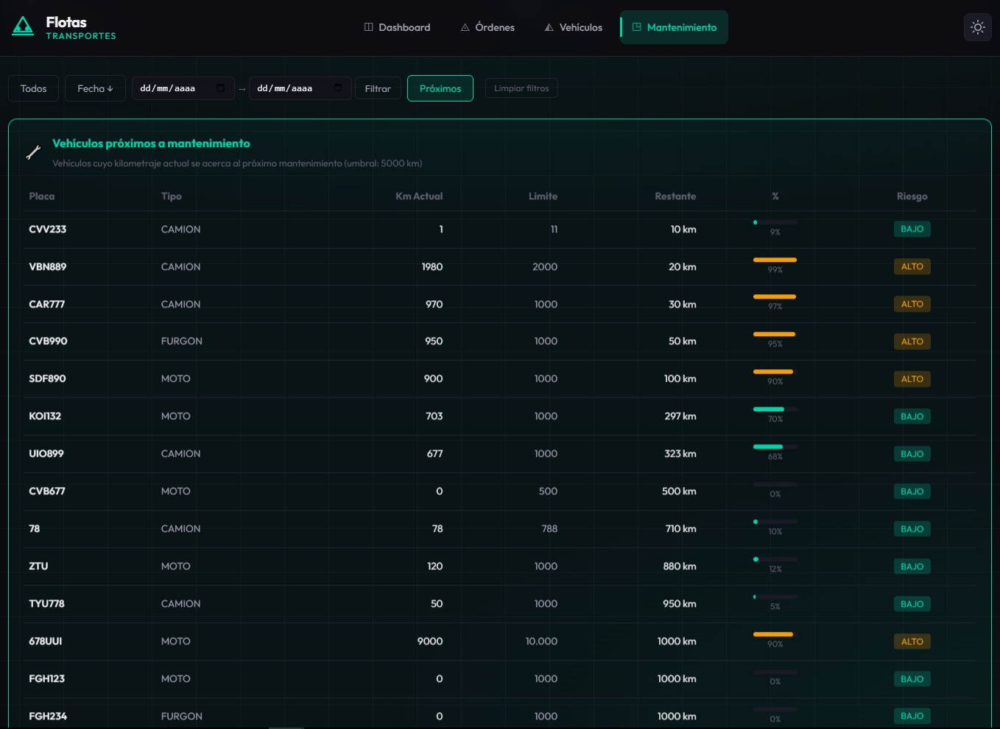 Flotas
TRANSPORTES
Dashboard Órdenes Vehículos Mantenimiento
Todos Fecha ↓ dd/mm/aaaa → dd/mm/aaaa Filtrar Próximos Limpiar filtros
Vehículos próximos a mantenimiento
Vehículos cuyo kilometraje actual se acerca al próximo mantenimiento (umbral: 5000 km)
Placa Tipo Km Actual Limite Restante % Riesgo
CVV233 CAMION 1 11 10 km 9% BAJO
VBN889 CAMION 1980 2000 20 km 99% ALTO
CAR777 CAMION 970 1000 30 km 97% ALTO
CVB990 FURGON 950 1000 50 km 95% ALTO
SDF890 MOTO 900 1000 100 km 90% ALTO
KOI132 MOTO 703 1000 297 km 70% BAJO
UIO899 CAMION 677 1000 323 km 68% BAJO
CVB677 MOTO 0 500 500 km 0% BAJO
78 CAMION 78 788 710 km 10% BAJO
ZTU MOTO 120 1000 880 km 12% BAJO
TYU778 CAMION 50 1000 950 km 5% BAJO
678UUI MOTO 9000 10.000 1000 km 90% ALTO
FGH123 MOTO 0 1000 1000 km 0% BAJO
FGH234 FURGON 0 1000 1000 km 0% BAJO